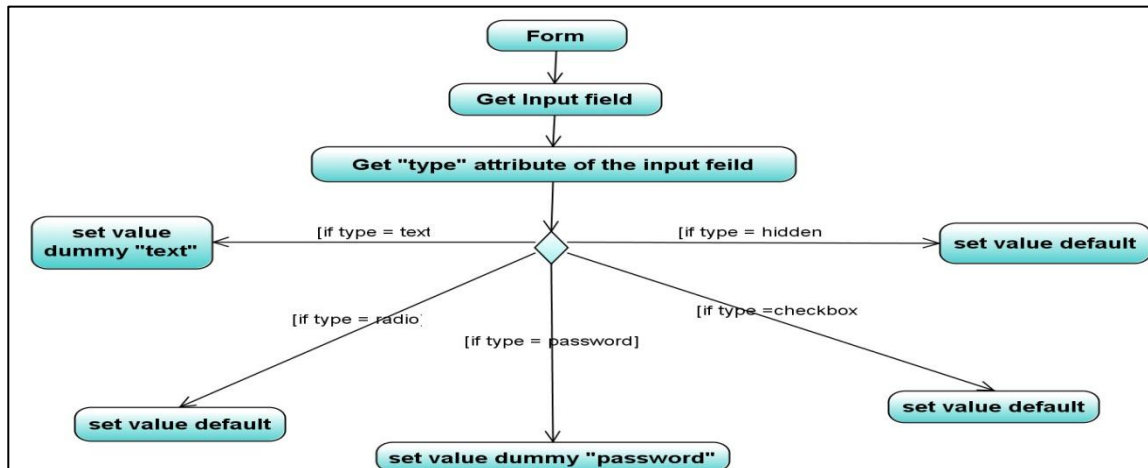 Form
Get Input field
Get "type" attribute of the input feild
set value
dummy "text"
[if type = text
[if type = hidden
set value default
[if type = radio]
[if type =checkbox
[if type = password]
set value default
set value default
set value dummy "password"